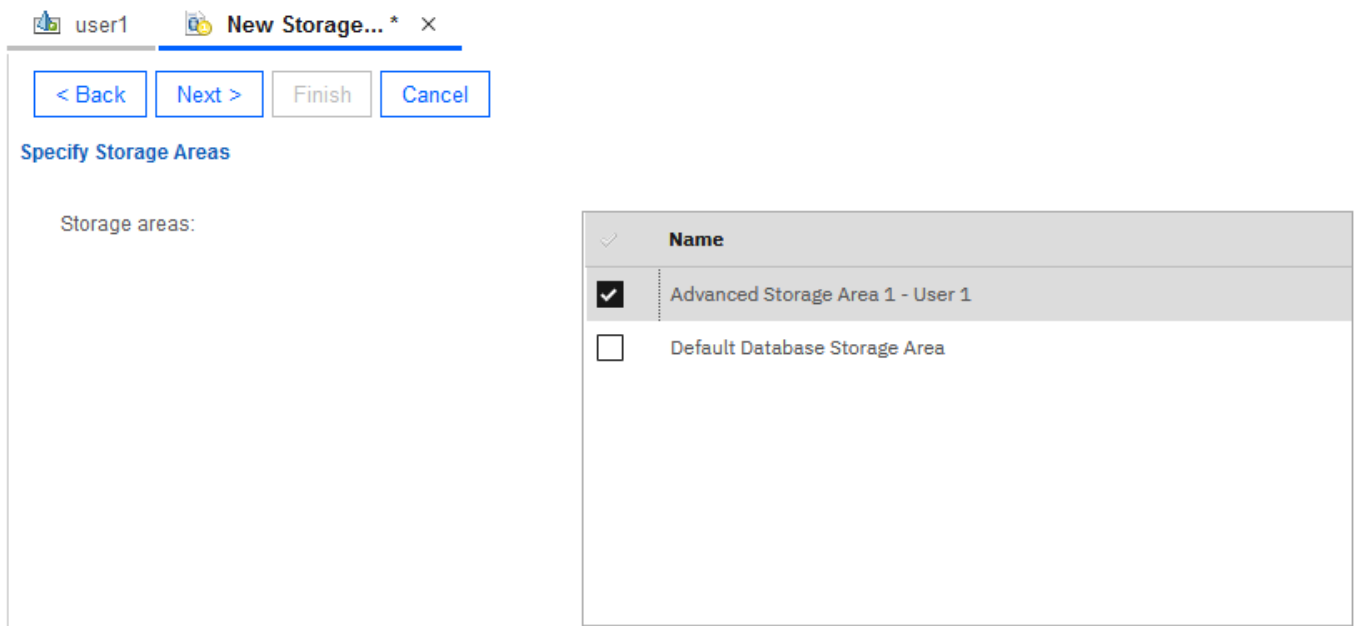 user1
New Storage... *
< Back Next > Finish Cancel
Specify Storage Areas
Storage areas:
Name
Advanced Storage Area 1 - User 1
Default Database Storage Area